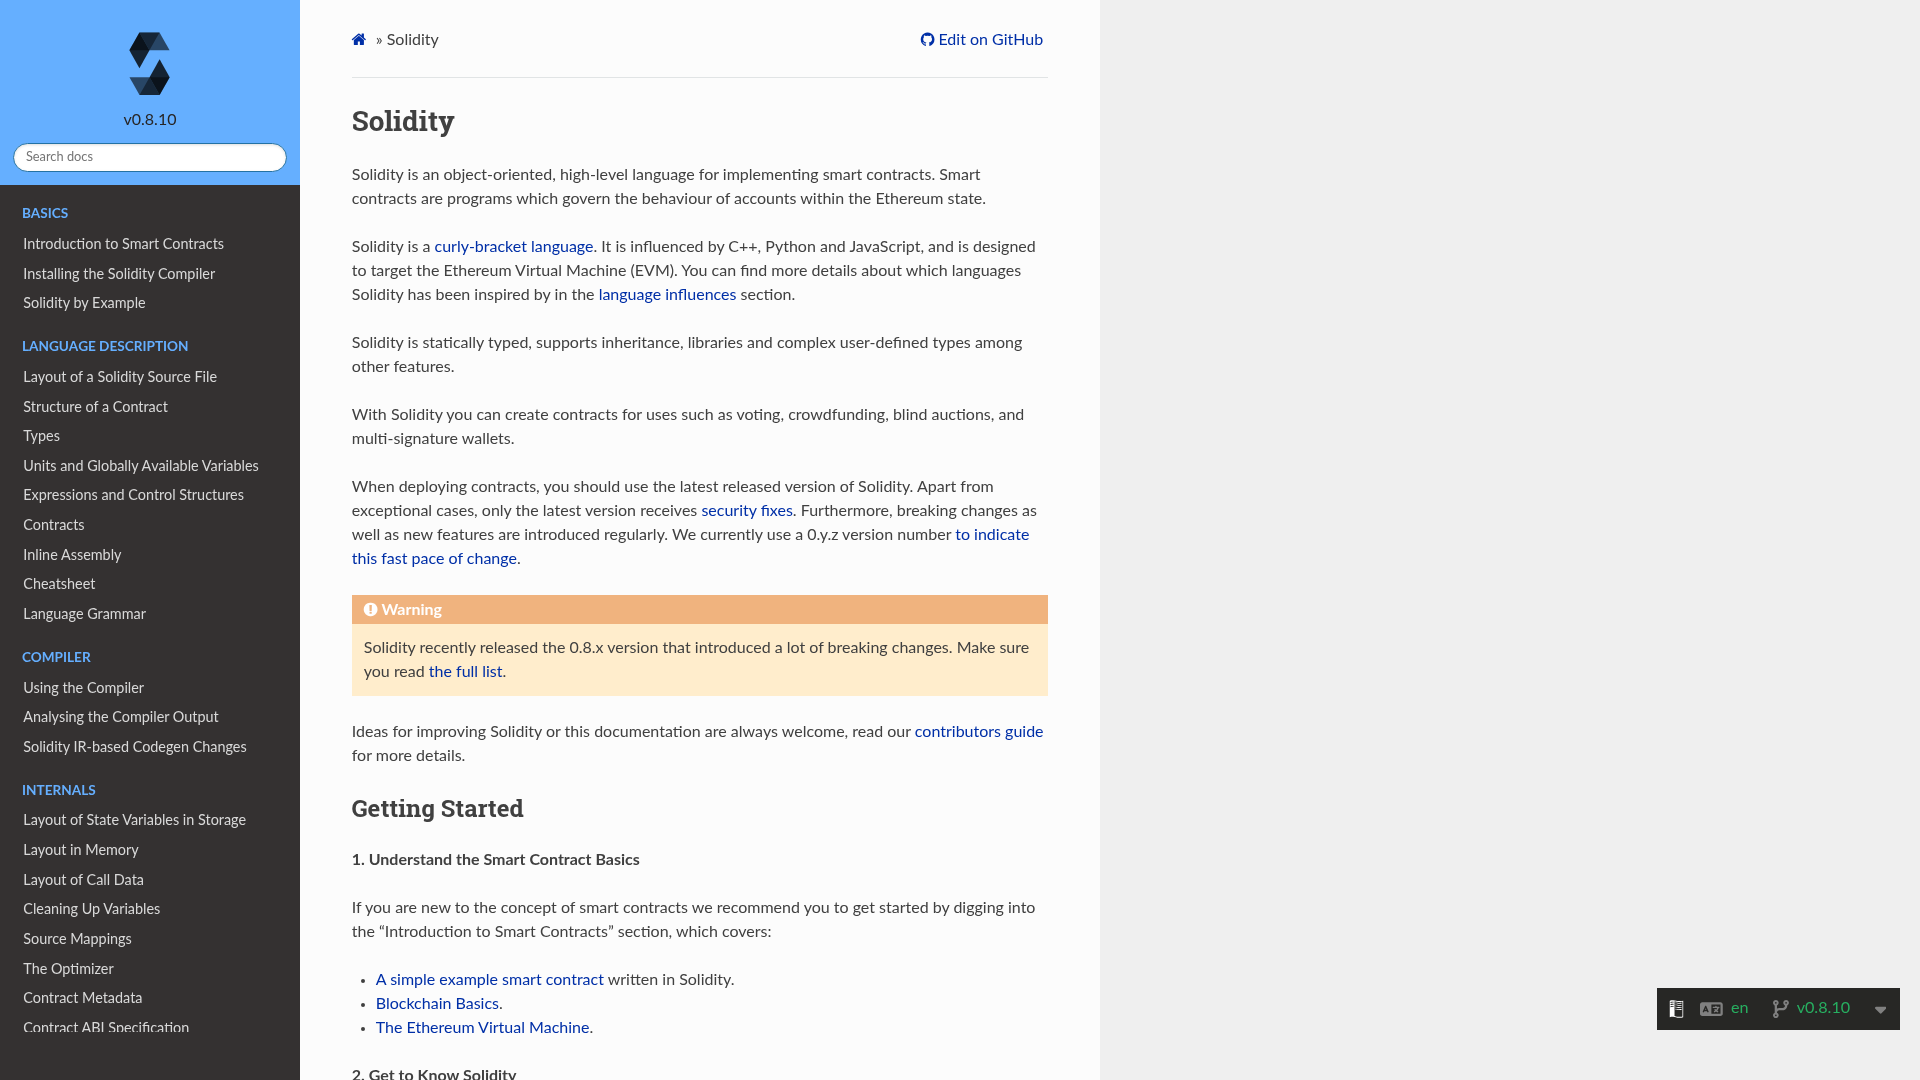 v0.8.10
Search docs
BASICS
Introduction to Smart Contracts
Installing the Solidity Compiler
Solidity by Example
LANGUAGE DESCRIPTION
Layout of a Solidity Source File
Structure of a Contract
Types
Units and Globally Available Variables
Expressions and Control Structures
Contracts
Inline Assembly
Cheatsheet
Language Grammar
COMPILER
Using the Compiler
Analysing the Compiler Output
Solidity IR-based Codegen Changes
INTERNALS
Layout of State Variables in Storage
Layout in Memory
Layout of Call Data
Cleaning Up Variables
Source Mappings
The Optimizer
Contract Metadata
Contract ABI Specification
» Solidity
Edit on GitHub
Solidity
Solidity is an object-oriented, high-level language for implementing smart contracts. Smart
contracts are programs which govern the behaviour of accounts within the Ethereum state.
Solidity is a curly-bracket language. It is influenced by C++, Python and JavaScript, and is designed
to target the Ethereum Virtual Machine (EVM). You can find more details about which languages
Solidity has been inspired by in the language influences section.
Solidity is statically typed, supports inheritance, libraries and complex user-defined types among
other features.
With Solidity you can create contracts for uses such as voting, crowdfunding, blind auctions, and
multi-signature wallets.
When deploying contracts, you should use the latest released version of Solidity. Apart from
exceptional cases, only the latest version receives security fixes. Furthermore, breaking changes as
well as new features are introduced regularly. We currently use a 0.y.z version number to indicate
this fast pace of change.
Warning
Solidity recently released the 0.8.x version that introduced a lot of breaking changes. Make sure
you read the full list.
Ideas for improving Solidity or this documentation are always welcome, read our contributors guide
for more details.
Getting Started
1. Understand the Smart Contract Basics
If you are new to the concept of smart contracts we recommend you to get started by digging into
the “Introduction to Smart Contracts” section, which covers:
• A simple example smart contract written in Solidity.
• Blockchain Basics.
• The Ethereum Virtual Machine.
2. Get to Know Solidity
en v0.8.10